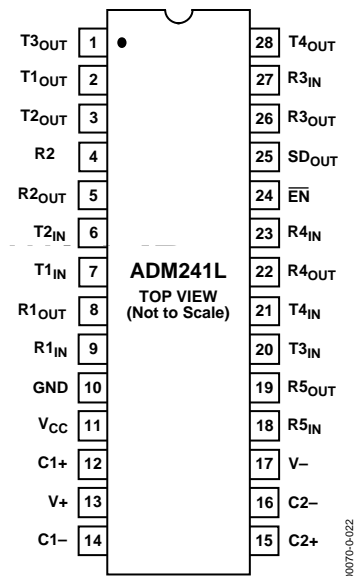 T3OUT 1 28 T4OUT
T1OUT 2 27 R3IN
T2OUT 3 26 R3OUT
R2 4 25 SDOUT
R2OUT 5 24 EN
T2IN 6 23 R4IN
T1IN 7 ADM241L 22 R4OUT
TOP VIEW
R1OUT 8 (Not to Scale) 21 T4IN
R1IN 9 20 T3IN
GND 10 19 R5OUT
VCC 11 18 R5IN
C1+ 12 17 V–
V+ 13 16 C2–
C1– 14 15 C2+
00070-0-022